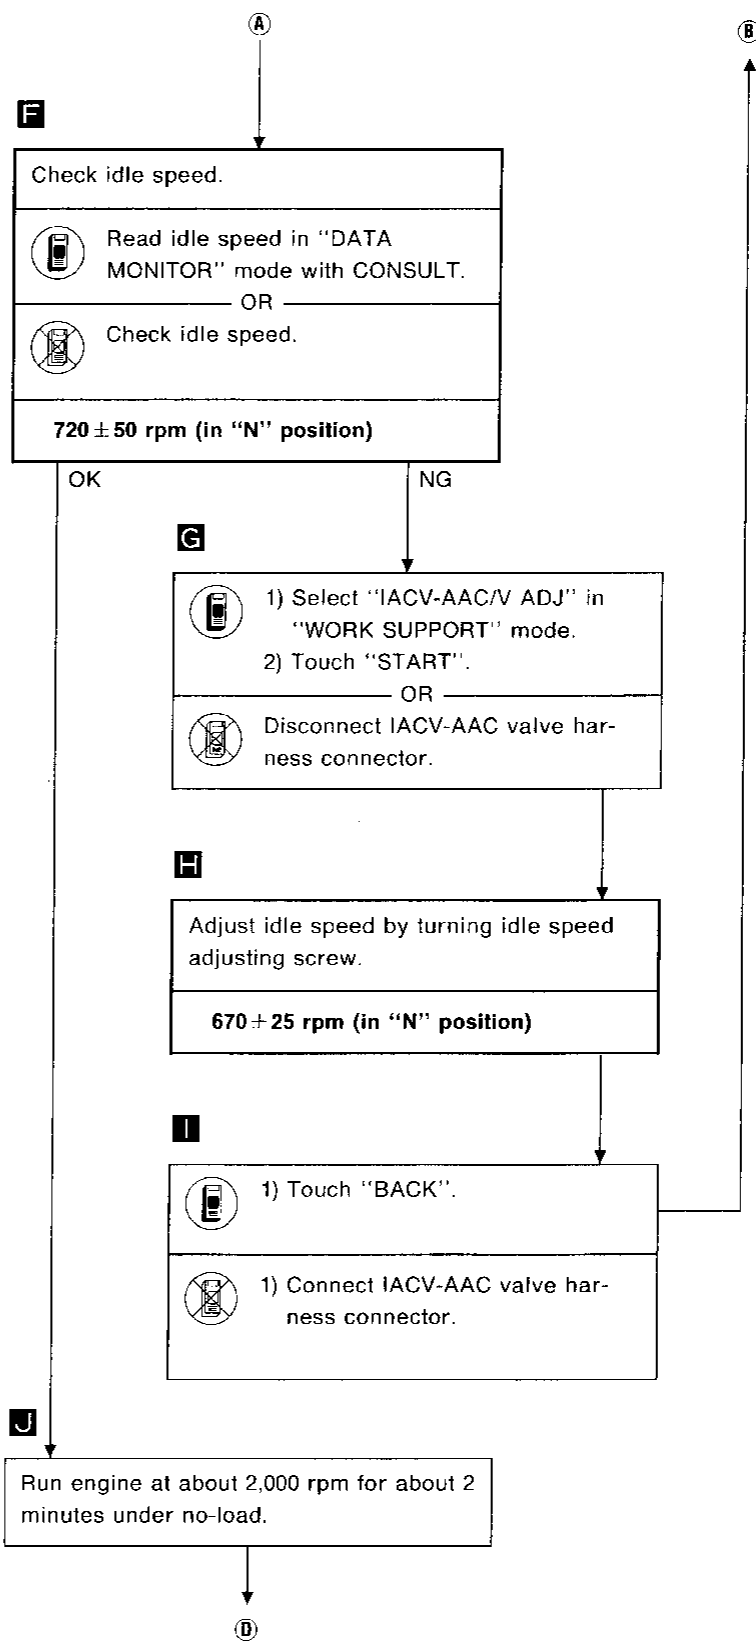 A
B
F
Check idle speed.
Read idle speed in “DATA
MONITOR” mode with CONSULT.
OR
Check idle speed.
720±50 rpm (in “N” position)
OK
NG
G
1) Select “IACV-AAC/V ADJ” in
“WORK SUPPORT” mode.
2) Touch “START”.
OR
Disconnect IACV-AAC valve har-
ness connector.
H
Adjust idle speed by turning idle speed
adjusting screw.
670±25 rpm (in “N” position)
I
1) Touch “BACK”.
1) Connect IACV-AAC valve har-
ness connector.
J
Run engine at about 2,000 rpm for about 2
minutes under no-load.
D